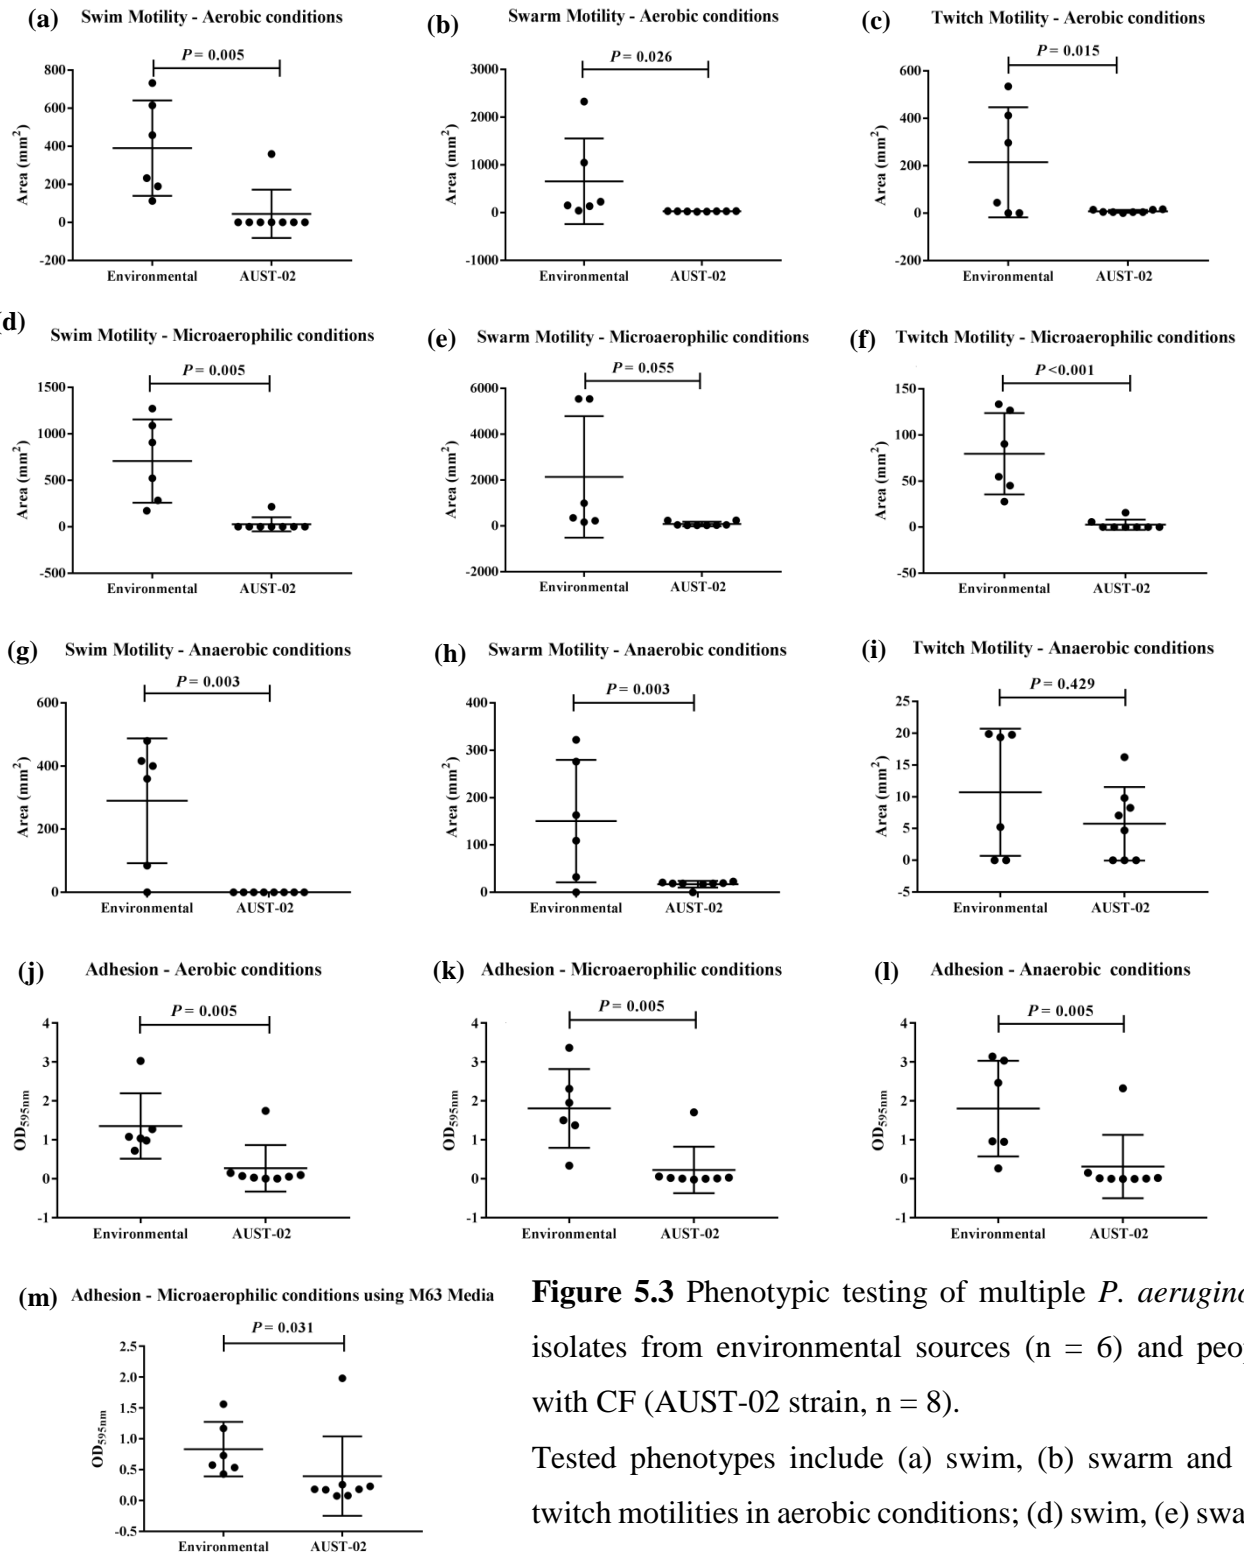 (a) Swim Motility - Aerobic conditions
P = 0.005
800
600
400
200
0
-200
Area (mm²)
Environmental AUST-02
(b) Swarm Motility - Aerobic conditions
P = 0.026
3000
2000
1000
0
-1000
Area (mm²)
Environmental AUST-02
(c) Twitch Motility - Aerobic conditions
P = 0.015
600
400
200
0
-200
Area (mm²)
Environmental AUST-02
(d) Swim Motility - Microaerophilic conditions
P = 0.005
1500
1000
500
0
-500
Area (mm²)
Environmental AUST-02
(e) Swarm Motility - Microaerophilic conditions
P = 0.055
6000
4000
2000
0
-2000
Area (mm²)
Environmental AUST-02
(f) Twitch Motility - Microaerophilic conditions
P <0.001
150
100
50
0
-50
Area (mm²)
Environmental AUST-02
(g) Swim Motility - Anaerobic conditions
P = 0.003
600
400
200
0
Area (mm²)
Environmental AUST-02
(h) Swarm Motility - Anaerobic conditions
P = 0.003
400
300
200
100
0
Area (mm²)
Environmental AUST-02
(i) Twitch Motility - Anaerobic conditions
P = 0.429
25
20
15
10
5
0
-5
Area (mm²)
Environmental AUST-02
(j) Adhesion - Aerobic conditions
P = 0.005
4
3
2
1
0
-1
OD595nm
Environmental AUST-02
(k) Adhesion - Microaerophilic conditions
P = 0.005
4
3
2
1
0
-1
OD595nm
Environmental AUST-02
(l) Adhesion - Anaerobic conditions
P = 0.005
4
3
2
1
0
-1
OD595nm
Environmental AUST-02
(m) Adhesion - Microaerophilic conditions using M63 Media
P = 0.031
2.5
2.0
1.5
1.0
0.5
0.0
-0.5
OD595nm
Environmental AUST-02
Figure 5.3 Phenotypic testing of multiple P. aerugino
isolates from environmental sources (n = 6) and peop
with CF (AUST-02 strain, n = 8).
Tested phenotypes include (a) swim, (b) swarm and
twitch motilities in aerobic conditions; (d) swim, (e) swa